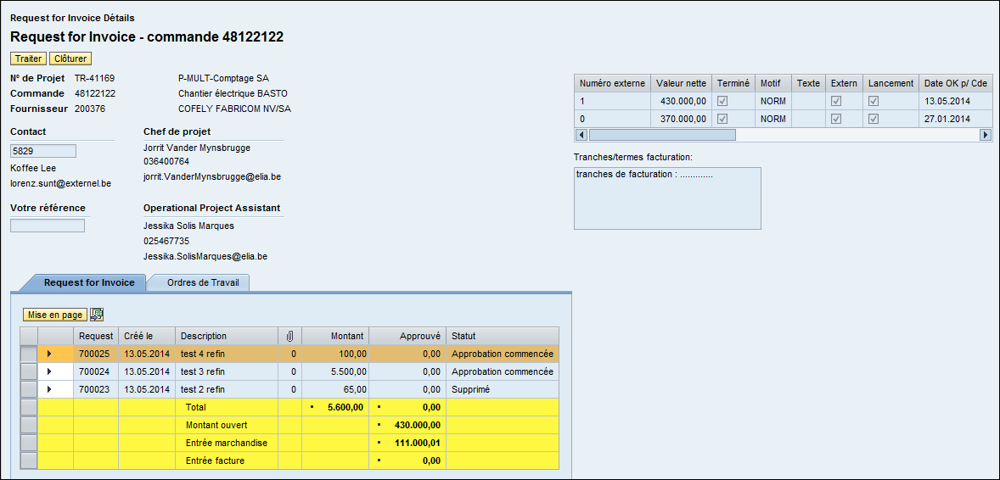 Request for Invoice Détails
Request for Invoice - commande 48122122
Traiter Clôturer
Nº de Projet TR-41169 P-MULT-Comptage SA
Commande 48122122 Chantier électrique BASTO
Fournisseur 200376 COFELY FABRICOM NV/SA
Contact
5829
Koffee Lee
lorenz.sunt@externel.be
Chef de projet
Jorrit Vander Mynsbrugge
036400764
jorrit.VanderMynsbrugge@elia.be
Votre référence
Operational Project Assistant
Jessika Solis Marques
025467735
Jessika.SolisMarques@elia.be
Numéro externe Valeur nette Terminé Motif Texte Extern Lancement Date OK p/ Cde
1 430.000,00 NORM 13.05.2014
0 370.000,00 NORM 27.01.2014
Tranches/termes facturation:
tranches de facturation : .............
Request for Invoice Ordres de Travail
Mise en page
Request Créé le Description Montant Approuvé Statut
700025 13.05.2014 test 4 refin 0 100,00 0,00 Approbation commencée
700024 13.05.2014 test 3 refin 0 5.500,00 0,00 Approbation commencée
700023 13.05.2014 test 2 refin 0 65,00 0,00 Supprimé
Total 5.600,00 0,00
Montant ouvert 430.000,00
Entrée marchandise 111.000,01
Entrée facture 0,00